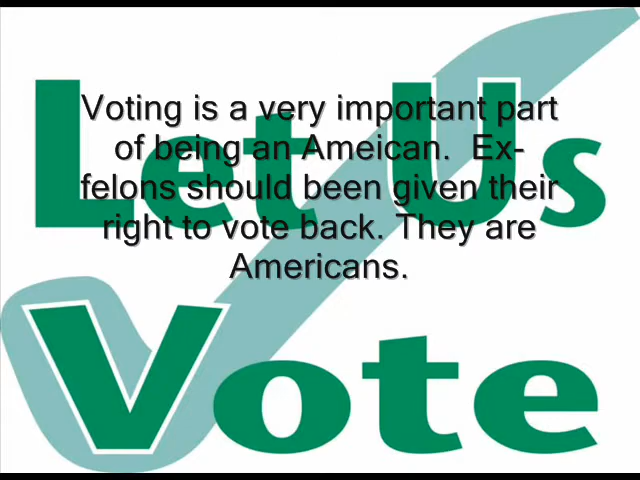 Voting is a very important part
of being an Ameican.  Ex-
felons should been given their
right to vote back. They are
Americans.
Let Us
Vote